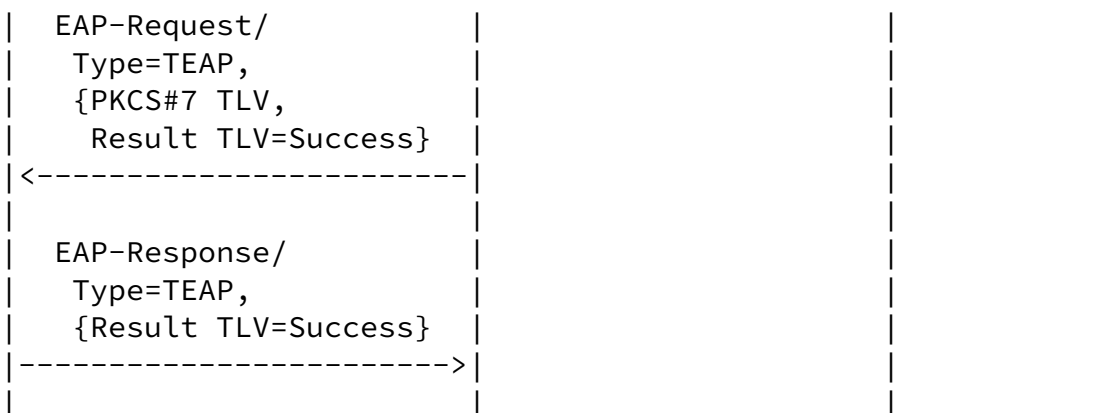 |  EAP-Request/           |                      |
|   Type=TEAP,            |                      |
|   {PKCS#7 TLV,          |                      |
|    Result TLV=Success}  |                      |
|<------------------------|                      |
|                         |                      |
|  EAP-Response/          |                      |
|   Type=TEAP,            |                      |
|   {Result TLV=Success}  |                      |
|------------------------>|                      |
|                         |                      |